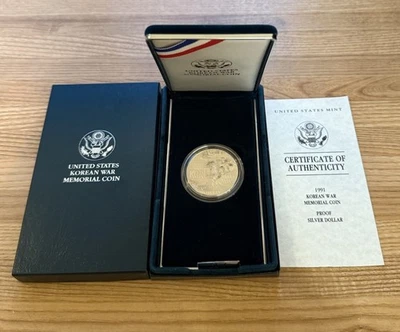 UNITED STATES
KOREAN WAR
MEMORIAL COIN
UNITED STATES MINT
CERTIFICATE OF
AUTHENTICITY
1991
KOREAN WAR
MEMORIAL COIN
PROOF
SILVER DOLLAR